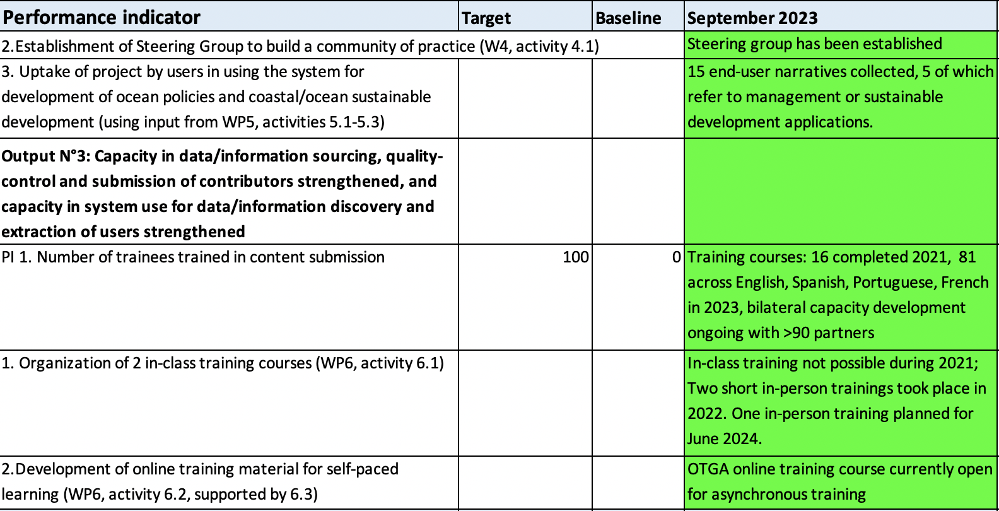 Performance indicator Target Baseline September 2023
2.Establishment of Steering Group to build a community of practice (W4, activity 4.1) Steering group has been established
3. Uptake of project by users in using the system for
development of ocean policies and coastal/ocean sustainable
development (using input from WP5, activities 5.1-5.3)
15 end-user narratives collected, 5 of which
refer to management or sustainable
development applications.
Output N°3: Capacity in data/information sourcing, quality-
control and submission of contributors strengthened, and
capacity in system use for data/information discovery and
extraction of users strengthened
PI 1. Number of trainees trained in content submission 100 0
Training courses: 16 completed 2021,  81
across English, Spanish, Portuguese, French
in 2023, bilateral capacity development
ongoing with >90 partners
1. Organization of 2 in-class training courses (WP6, activity 6.1)
In-class training not possible during 2021;
Two short in-person trainings took place in
2022. One in-person training planned for
June 2024.
2.Development of online training material for self-paced
learning (WP6, activity 6.2, supported by 6.3)
OTGA online training course currently open
for asynchronous training